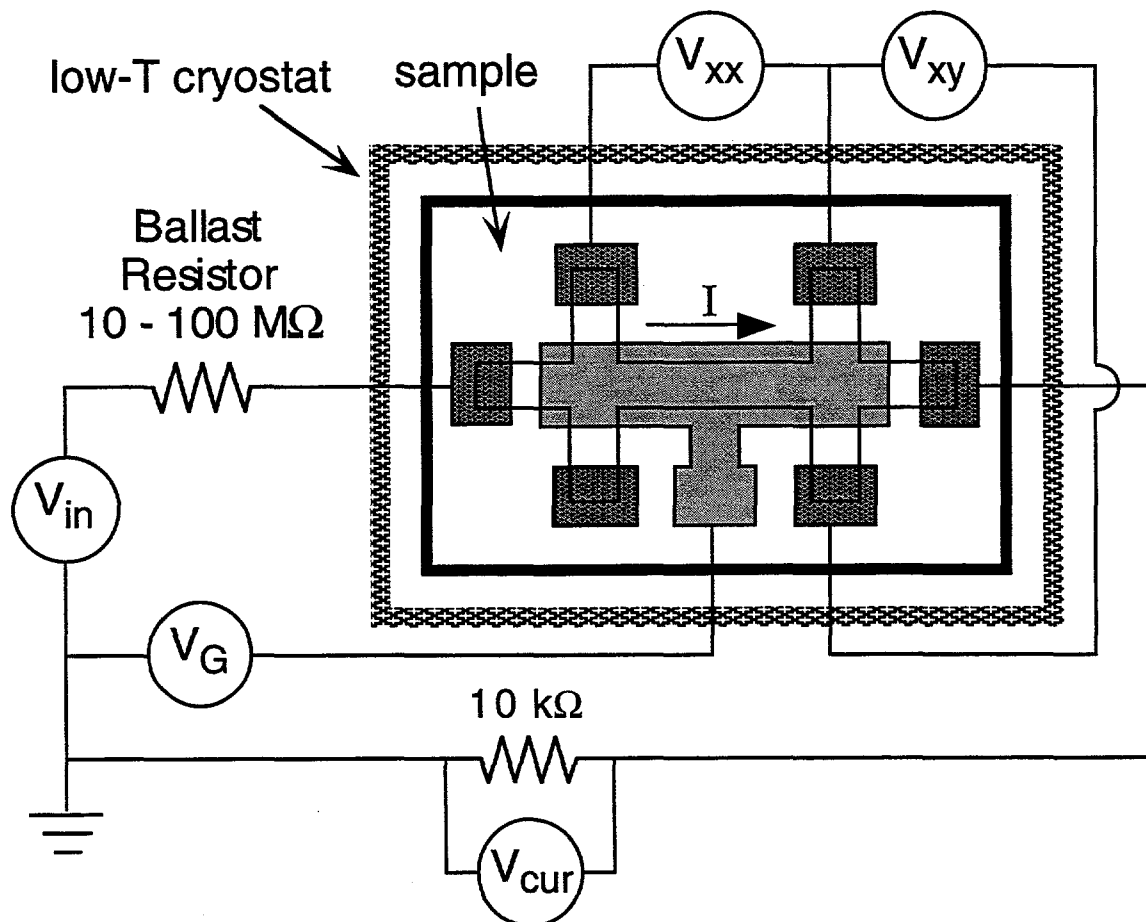 low-T cryostat
sample
Vxx
Vxy
Ballast
Resistor
10 - 100 MΩ
I
Vin
VG
10 kΩ
Vcur